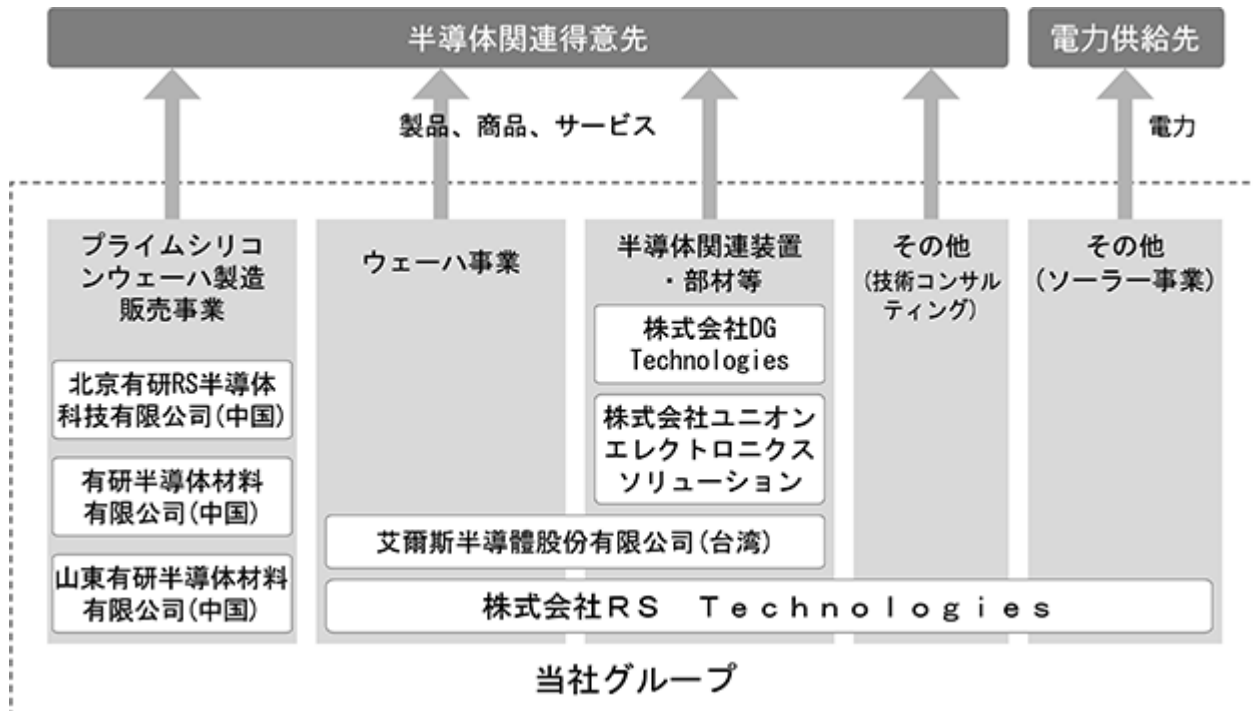 半導体関連得意先
電力供給先
製品、商品、サービス
電力
プライムシリコ
ンウェーハ製造
販売事業
北京有研RS半導体
科技有限公司(中国)
有研半導体材料
有限公司(中国)
山東有研半導体材料
有限公司(中国)
ウェーハ事業
半導体関連装置
・部材等
株式会社DG
Technologies
株式会社ユニオン
エレクトロニクス
ソリューション
その他
(技術コンサル
ティング)
その他
(ソーラー事業)
艾爾斯半導體股份有限公司(台湾)
株式会社RS Technologies
当社グループ